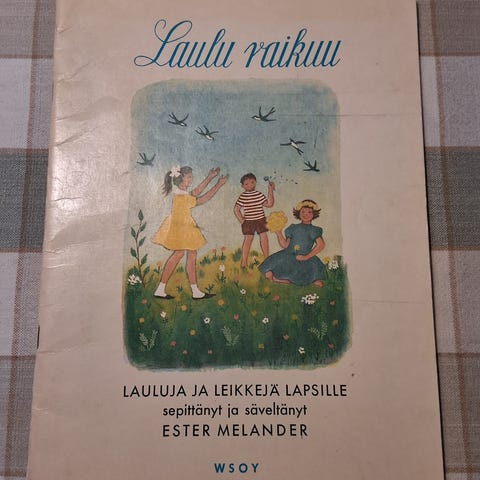 Laulu raikuu
LAULUJA JA LEIKKEJÄ LAPSILLE
sepittänyt ja säveltänyt
ESTER MELANDER
WSOY